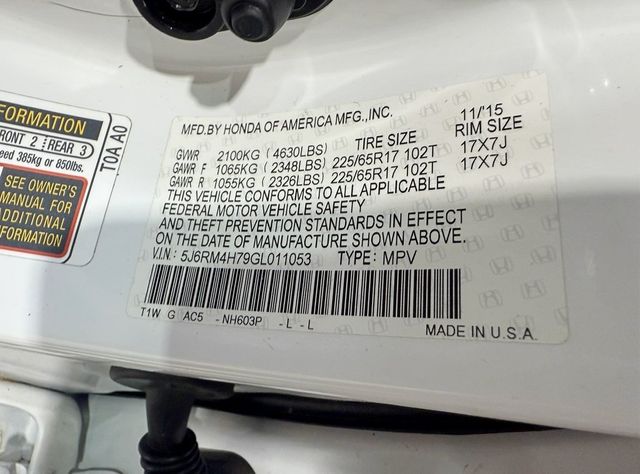 FORMATION
RONT 2 REAR 3
eed 385kg or 850lbs.
SEE OWNER'S
MANUAL FOR
ADDITIONAL
FORMATION
T0A A0
MFD.BY HONDA OF AMERICA MFG.,INC. 11/15
TIRE SIZE RIM SIZE
GVWR 2100KG (4630LBS)
GAWR F 1065KG (2348LBS) 225/65R17 102T 17X7J
GAWR R 1055KG (2326LBS) 225/65R17 102T 17X7J
THIS VEHICLE CONFORMS TO ALL APPLICABLE
FEDERAL MOTOR VEHICLE SAFETY
AND THEFT PREVENTION STANDARDS IN EFFECT
ON THE DATE OF MANUFACTURE SHOWN ABOVE.
V.I.N.: 5J6RM4H79GL011053 TYPE: MPV
T1W G AC5 -NH603P -L -L
MADE IN U.S.A.